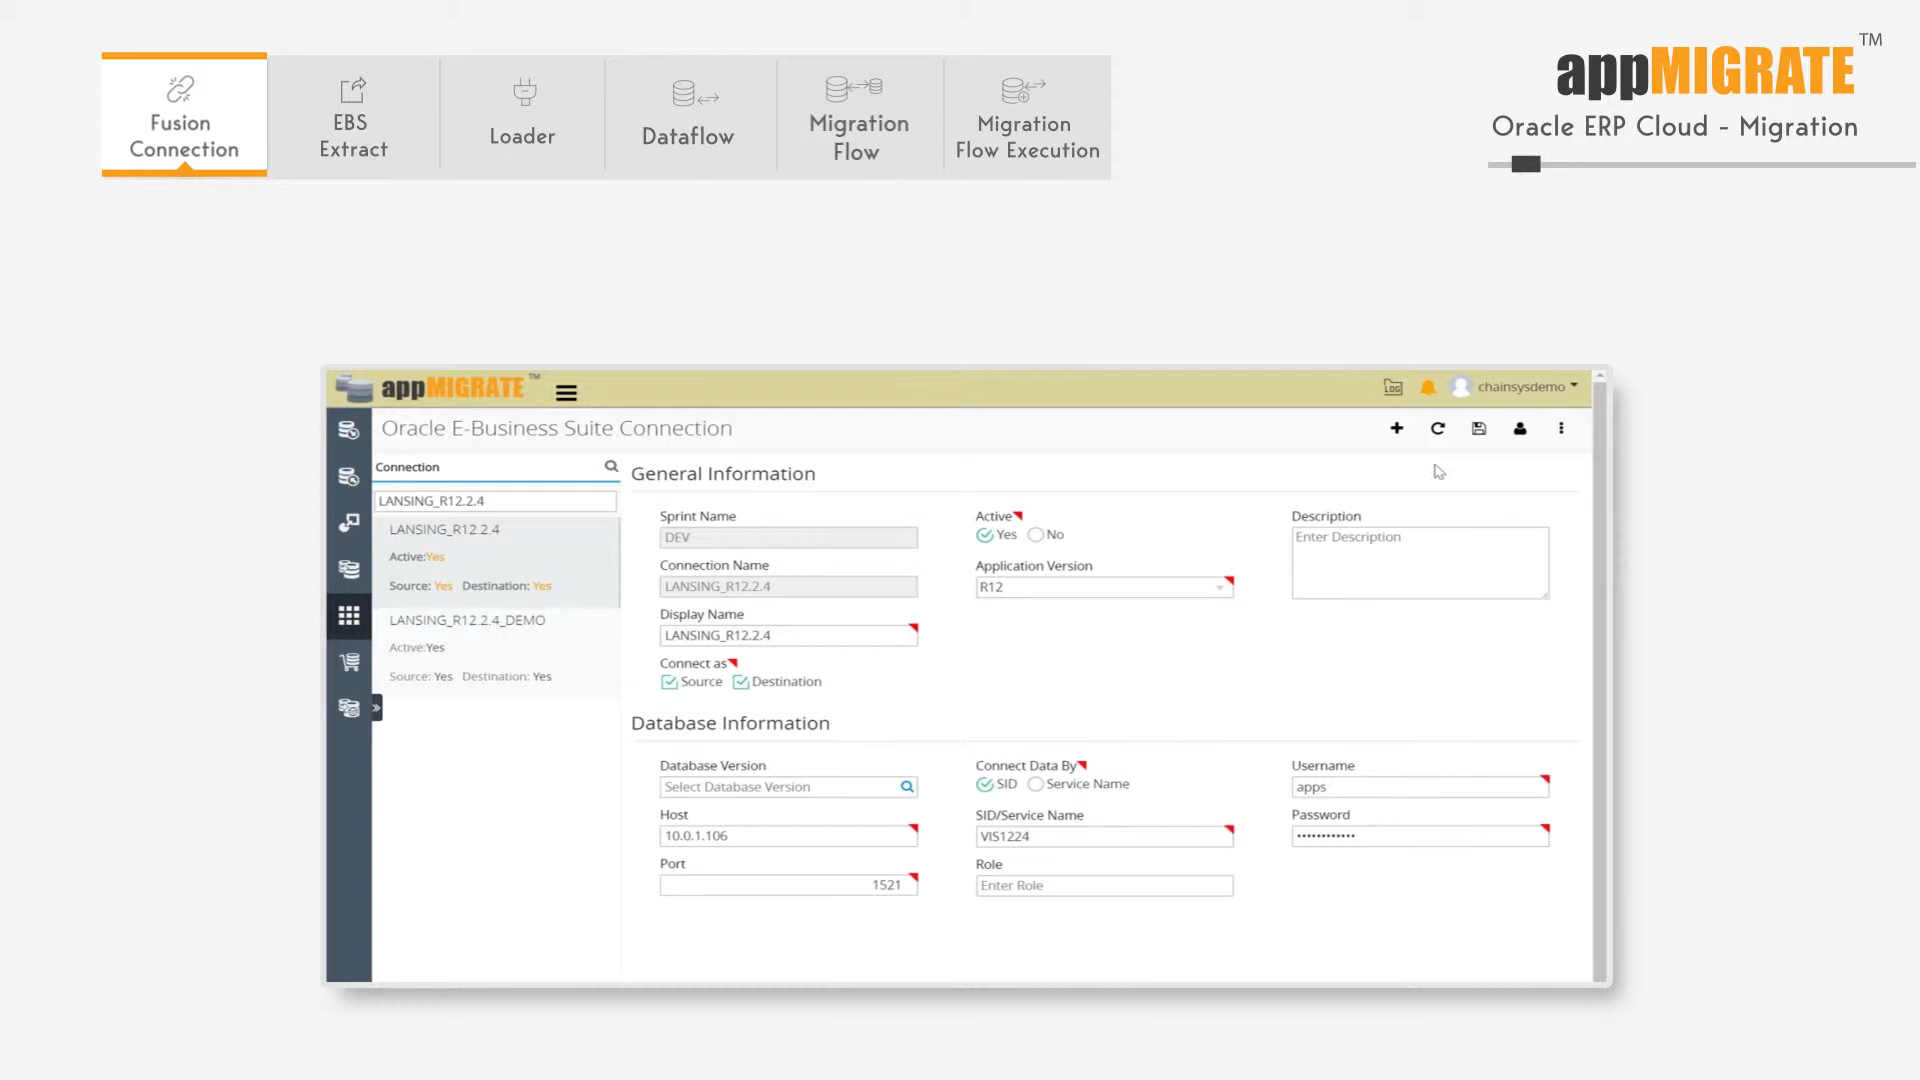 Fusion
Connection
EBS
Extract
Loader
Dataflow
Migration
Flow
Migration
Flow Execution
appMIGRATE ™
Oracle ERP Cloud - Migration
appMIGRATE ™
LOG
chainsysdemo
Oracle E-Business Suite Connection
Connection
LANSING_R12.2.4
LANSING_R12.2.4
Active:Yes
Source: Yes Destination: Yes
LANSING_R12.2.4_DEMO
Active:Yes
Source: Yes Destination: Yes
General Information
Sprint Name
DEV
Connection Name
LANSING_R12.2.4
Display Name
LANSING_R12.2.4
Connect as
Source Destination
Active
Yes No
Application Version
R12
Description
Enter Description
Database Information
Database Version
Select Database Version
Host
10.0.1.106
Port
1521
Connect Data By
SID Service Name
SID/Service Name
VIS1224
Role
Enter Role
Username
apps
Password
••••••••••••